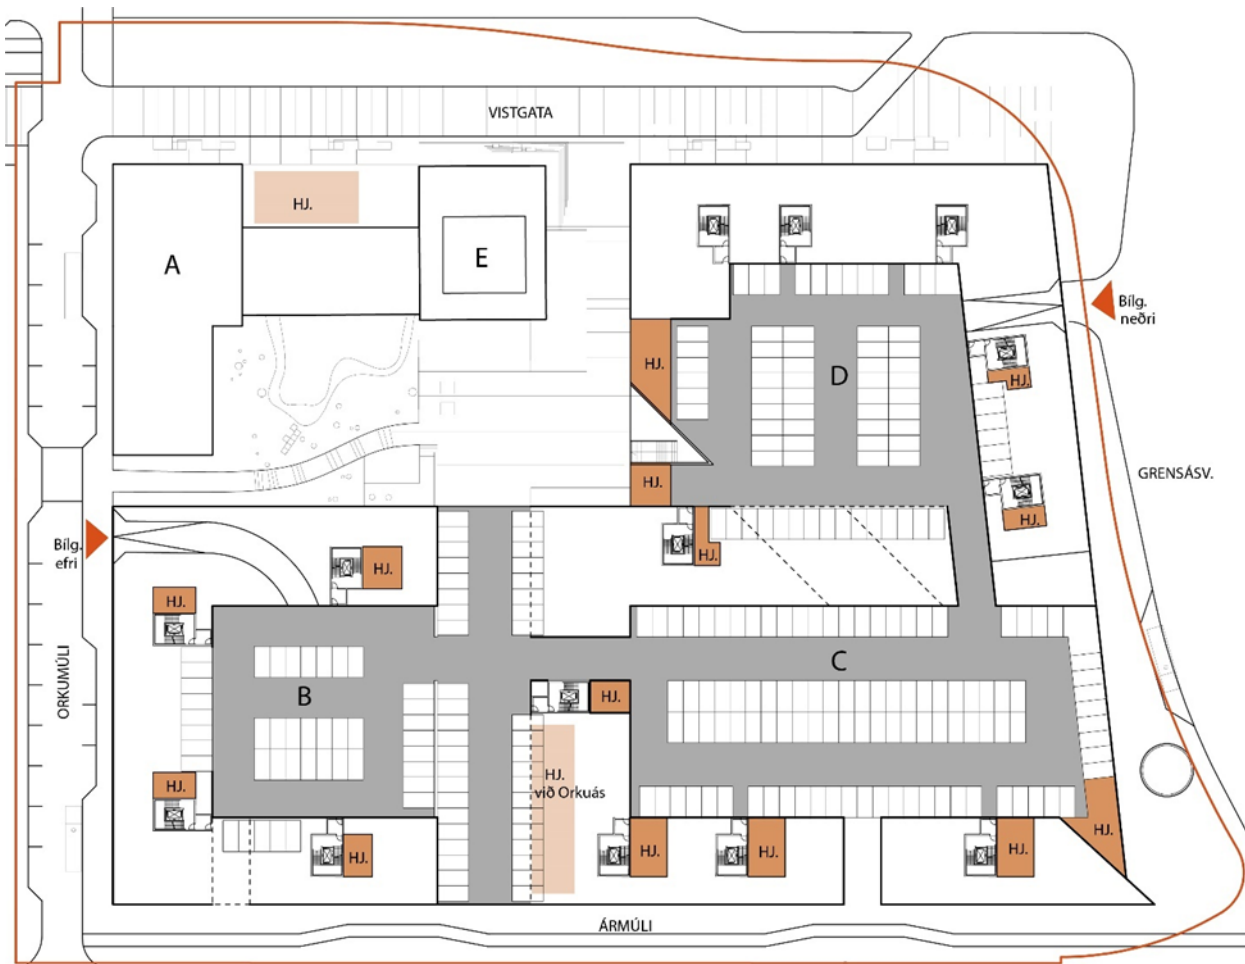 VISTGATA
HJ.
A
E
Bílg.
neðri
HJ.
D
HJ.
GRENSÁSV.
HJ.
HJ.
Bílg.
efri
HJ.
HJ.
HJ.
ORKUMÚLI
B
C
HJ.
HJ.
við Orkuás
HJ.
HJ.
HJ.
HJ.
HJ.
HJ.
ÁRMÚLI